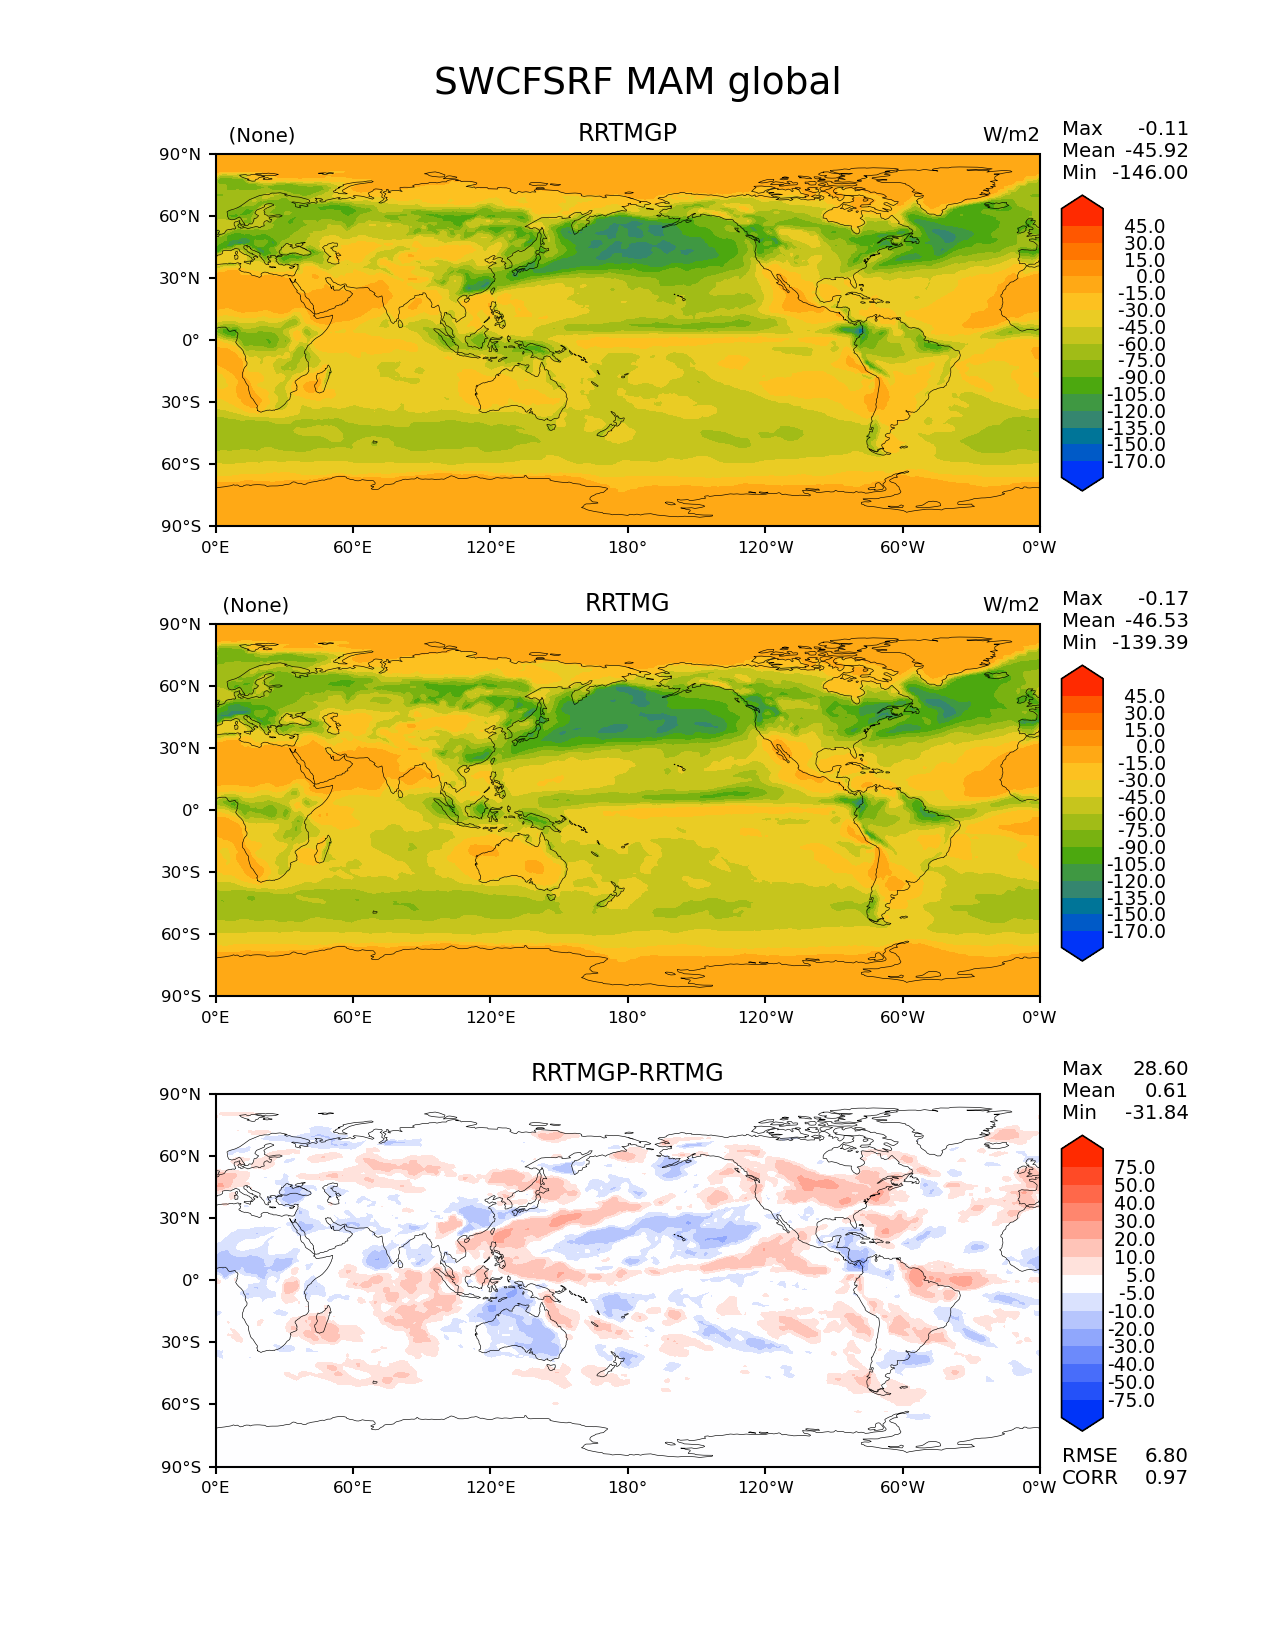 SWCFSRF MAM global
(None) RRTMGP W/m2
Max -0.11
Mean -45.92
Min -146.00
90°N
60°N
30°N
0°
30°S
60°S
90°S
0°E 60°E 120°E 180° 120°W 60°W 0°W
45.0
30.0
15.0
0.0
-15.0
-30.0
-45.0
-60.0
-75.0
-90.0
-105.0
-120.0
-135.0
-150.0
-170.0
(None) RRTMG W/m2
Max -0.17
Mean -46.53
Min -139.39
90°N
60°N
30°N
0°
30°S
60°S
90°S
0°E 60°E 120°E 180° 120°W 60°W 0°W
45.0
30.0
15.0
0.0
-15.0
-30.0
-45.0
-60.0
-75.0
-90.0
-105.0
-120.0
-135.0
-150.0
-170.0
RRTMGP-RRTMG
Max 28.60
Mean 0.61
Min -31.84
90°N
60°N
30°N
0°
30°S
60°S
90°S
0°E 60°E 120°E 180° 120°W 60°W 0°W
75.0
50.0
40.0
30.0
20.0
10.0
5.0
-5.0
-10.0
-20.0
-30.0
-40.0
-50.0
-75.0
RMSE 6.80
CORR 0.97